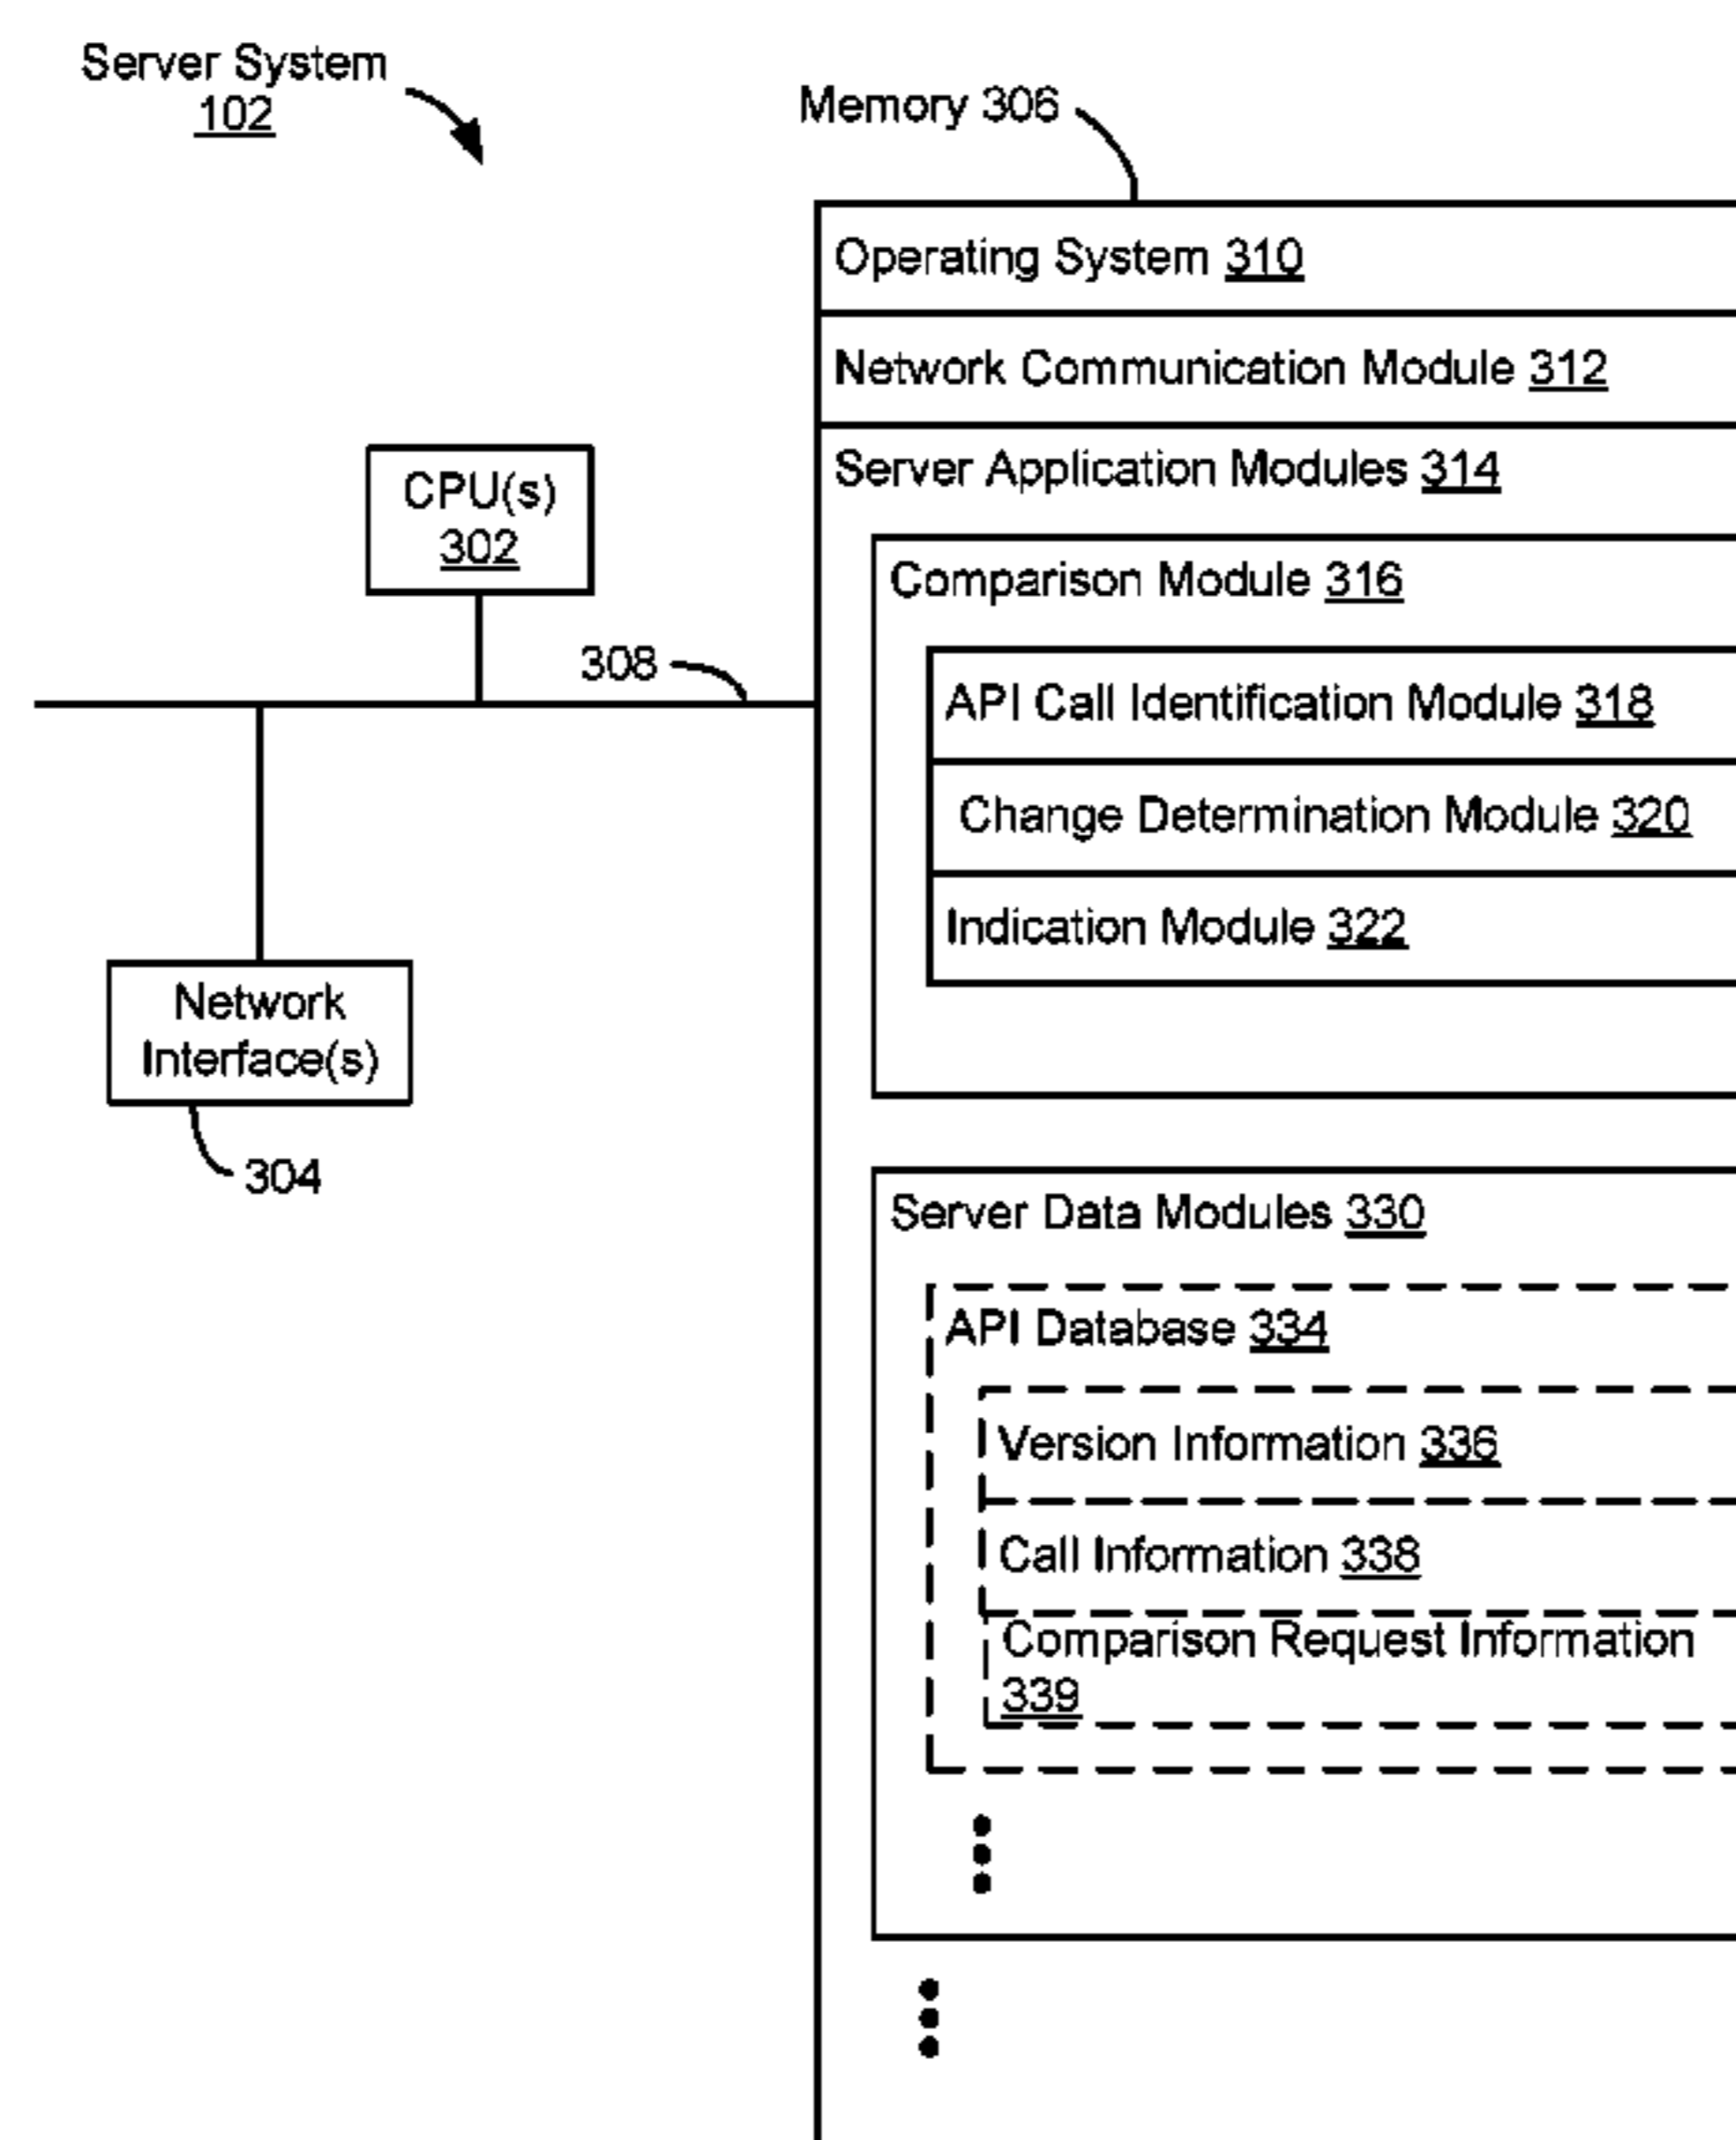 Server System
102
Memory 306
Operating System 310
Network Communication Module 312
Server Application Modules 314
CPU(s)
302
Comparison Module 316
308
API Call Identification Module 318
Change Determination Module 320
Indication Module 322
Network
Interface(s)
304
Server Data Modules 330
API Database 334
Version Information 336
Call Information 338
Comparison Request Information
339